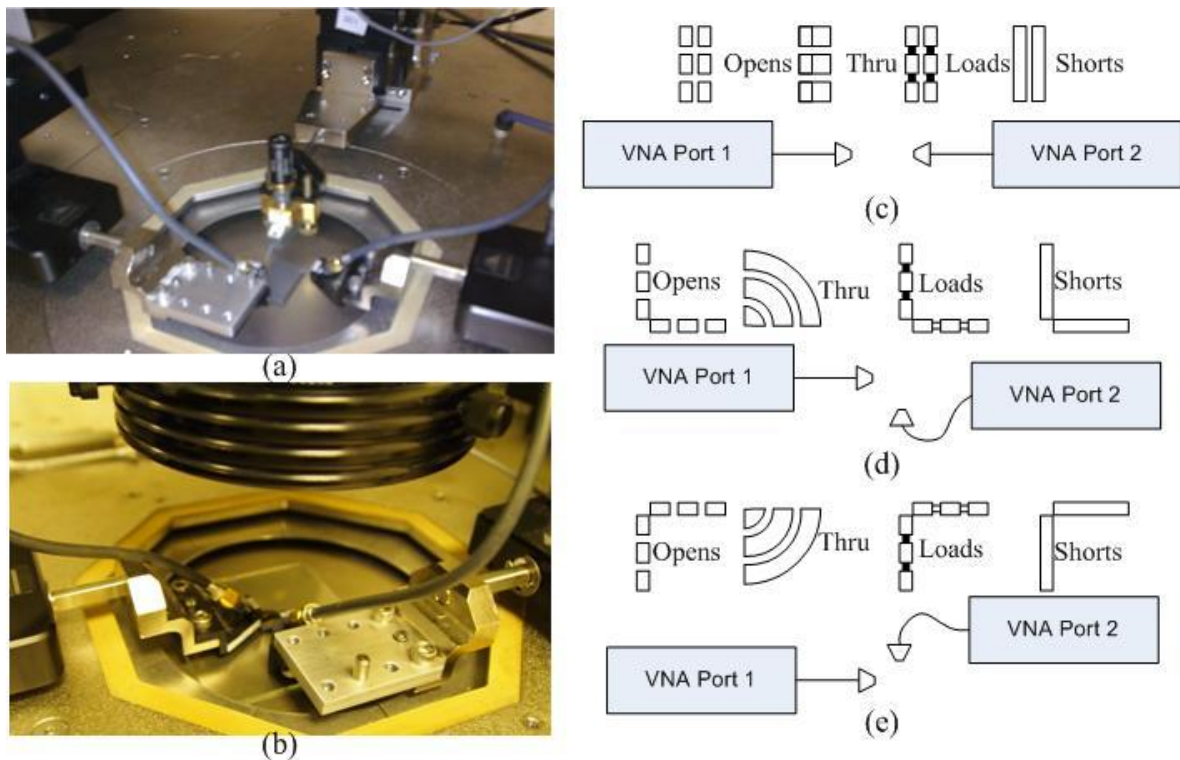 (a)
(b)
Opens Thru Loads Shorts
VNA Port 1 VNA Port 2
(c)
Opens Thru Loads Shorts
VNA Port 1
VNA Port 2
(d)
Opens Thru Loads Shorts
VNA Port 2
VNA Port 1
(e)